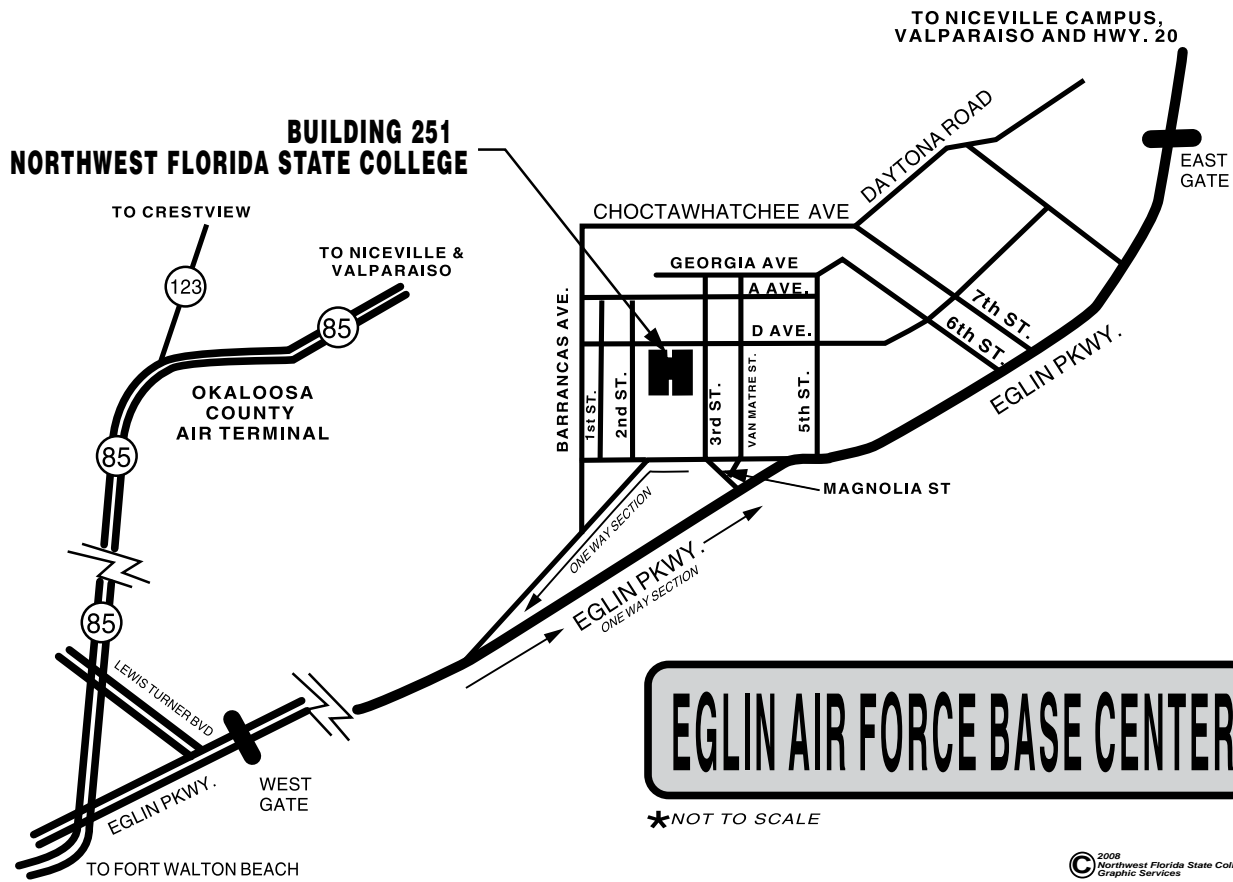 TO NICEVILLE CAMPUS,
VALPARAISO AND HWY. 20
BUILDING 251
NORTHWEST FLORIDA STATE COLLEGE
EAST
GATE
DAYTONA ROAD
CHOCTAWHATCHEE AVE
TO CRESTVIEW
TO NICEVILLE &
VALPARAISO
123
85
GEORGIA AVE
A AVE.
D AVE.
BARRANCAS AVE.
1st ST.
2nd ST.
3rd ST.
VAN MATRE ST.
5th ST.
6th ST.
7th ST.
EGLIN PKWY.
OKALOOSA
COUNTY
AIR TERMINAL
85
MAGNOLIA ST
ONE WAY SECTION
EGLIN PKWY.
ONE WAY SECTION
85
LEWIS TURNER BVD
WEST
GATE
EGLIN PKWY.
TO FORT WALTON BEACH
EGLIN AIR FORCE BASE CENTER
*NOT TO SCALE
© 2008
Northwest Florida State Coll
Graphic Services